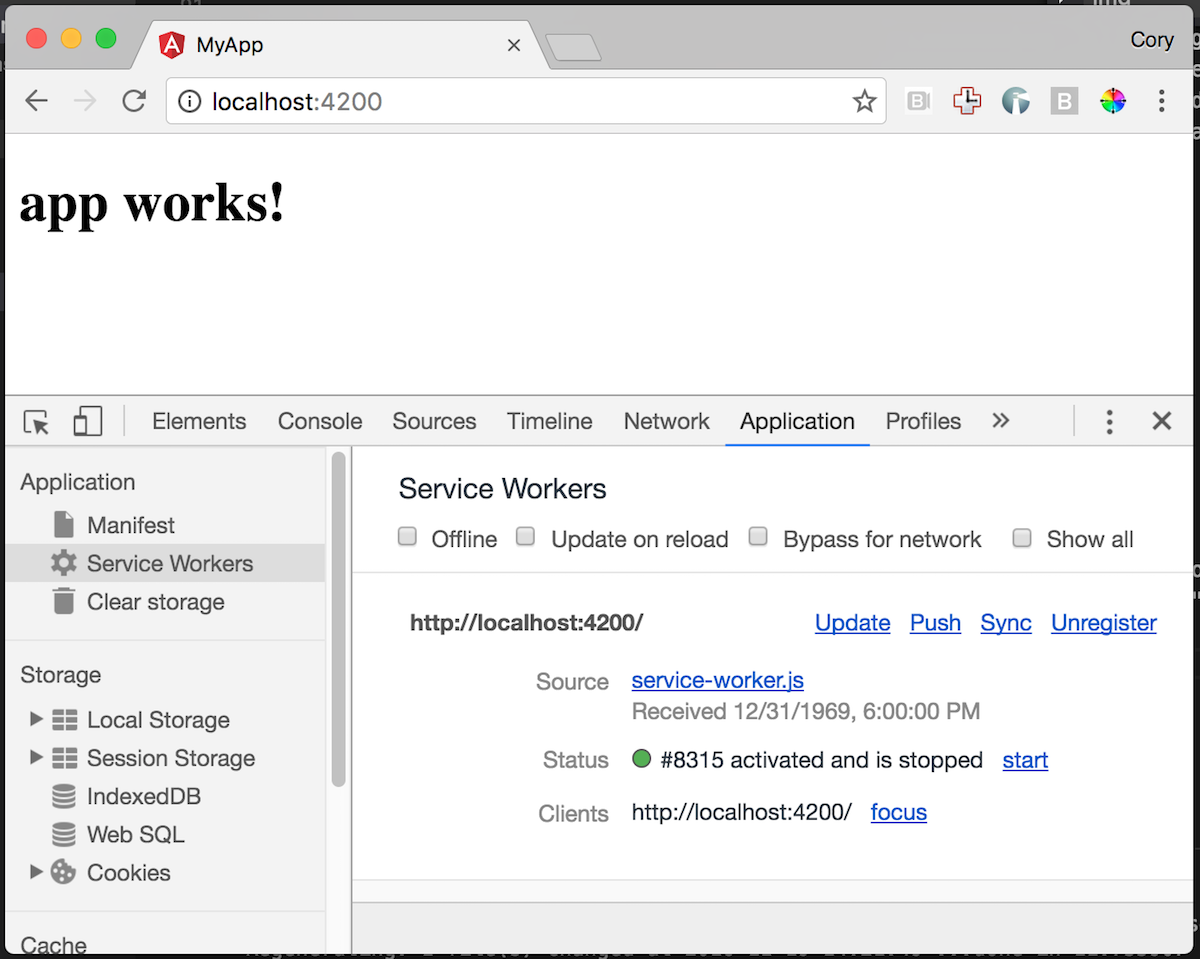 MyApp
Cory
localhost:4200
app works!
Elements Console Sources Timeline Network Application Profiles
Application
Manifest
Service Workers
Clear storage
Storage
Local Storage
Session Storage
IndexedDB
Web SQL
Cookies
Cache
Service Workers
Offline Update on reload Bypass for network Show all
http://localhost:4200/ Update Push Sync Unregister
Source service-worker.js
Received 12/31/1969, 6:00:00 PM
Status #8315 activated and is stopped start
Clients http://localhost:4200/ focus